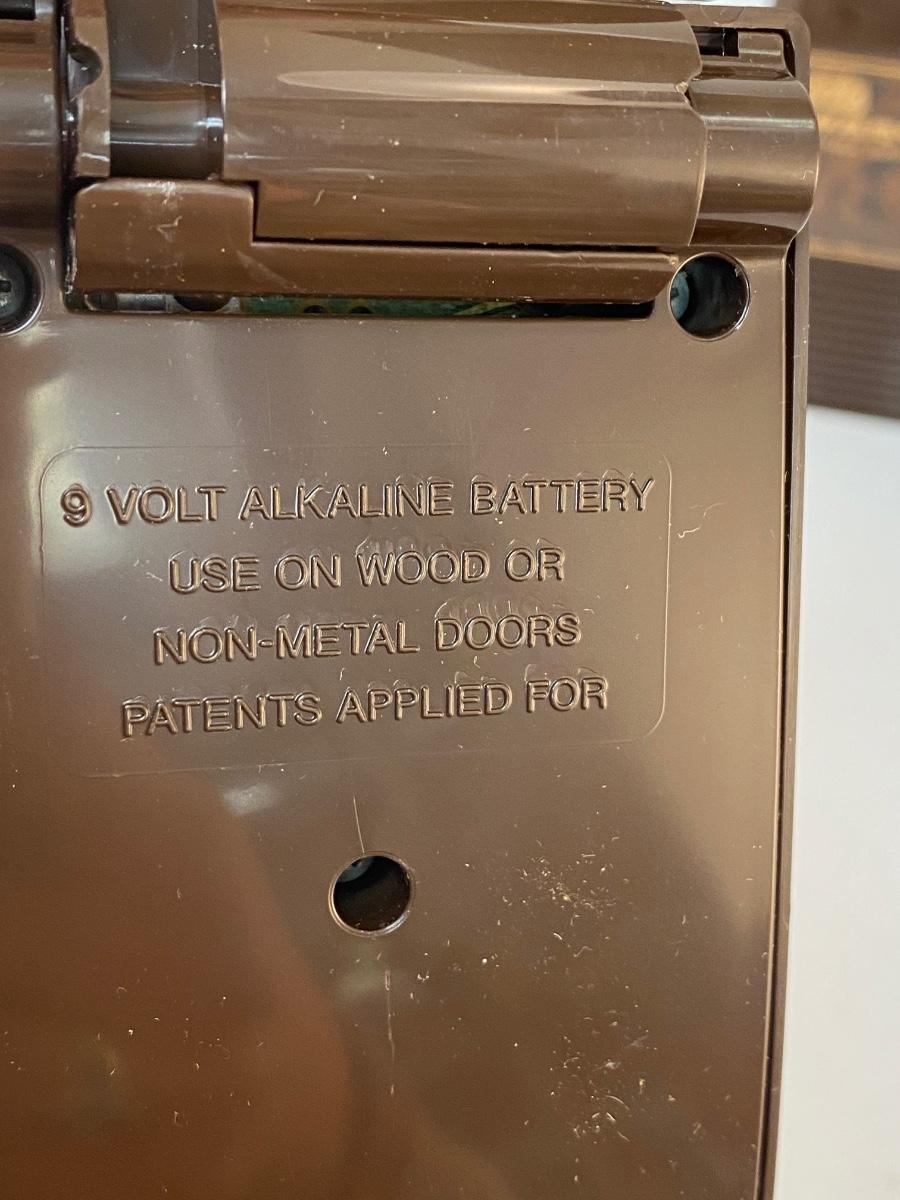 9 VOLT ALKALINE BATTERY
USE ON WOOD OR
NON-METAL DOORS
PATENTS APPLIED FOR